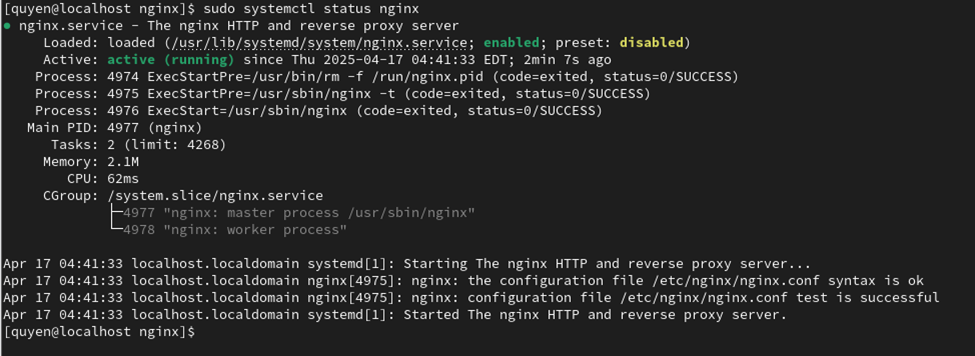 [quyen@localhost nginx]$ sudo systemctl status nginx
● nginx.service - The nginx HTTP and reverse proxy server
     Loaded: loaded (/usr/lib/systemd/system/nginx.service; enabled; preset: disabled)
     Active: active (running) since Thu 2025-04-17 04:41:33 EDT; 2min 7s ago
    Process: 4974 ExecStartPre=/usr/bin/rm -f /run/nginx.pid (code=exited, status=0/SUCCESS)
    Process: 4975 ExecStartPre=/usr/sbin/nginx -t (code=exited, status=0/SUCCESS)
    Process: 4976 ExecStart=/usr/sbin/nginx (code=exited, status=0/SUCCESS)
   Main PID: 4977 (nginx)
      Tasks: 2 (limit: 4268)
     Memory: 2.1M
        CPU: 62ms
     CGroup: /system.slice/nginx.service
             ├─4977 "nginx: master process /usr/sbin/nginx"
             └─4978 "nginx: worker process"

Apr 17 04:41:33 localhost.localdomain systemd[1]: Starting The nginx HTTP and reverse proxy server...
Apr 17 04:41:33 localhost.localdomain nginx[4975]: nginx: the configuration file /etc/nginx/nginx.conf syntax is ok
Apr 17 04:41:33 localhost.localdomain nginx[4975]: nginx: configuration file /etc/nginx/nginx.conf test is successful
Apr 17 04:41:33 localhost.localdomain systemd[1]: Started The nginx HTTP and reverse proxy server.
[quyen@localhost nginx]$